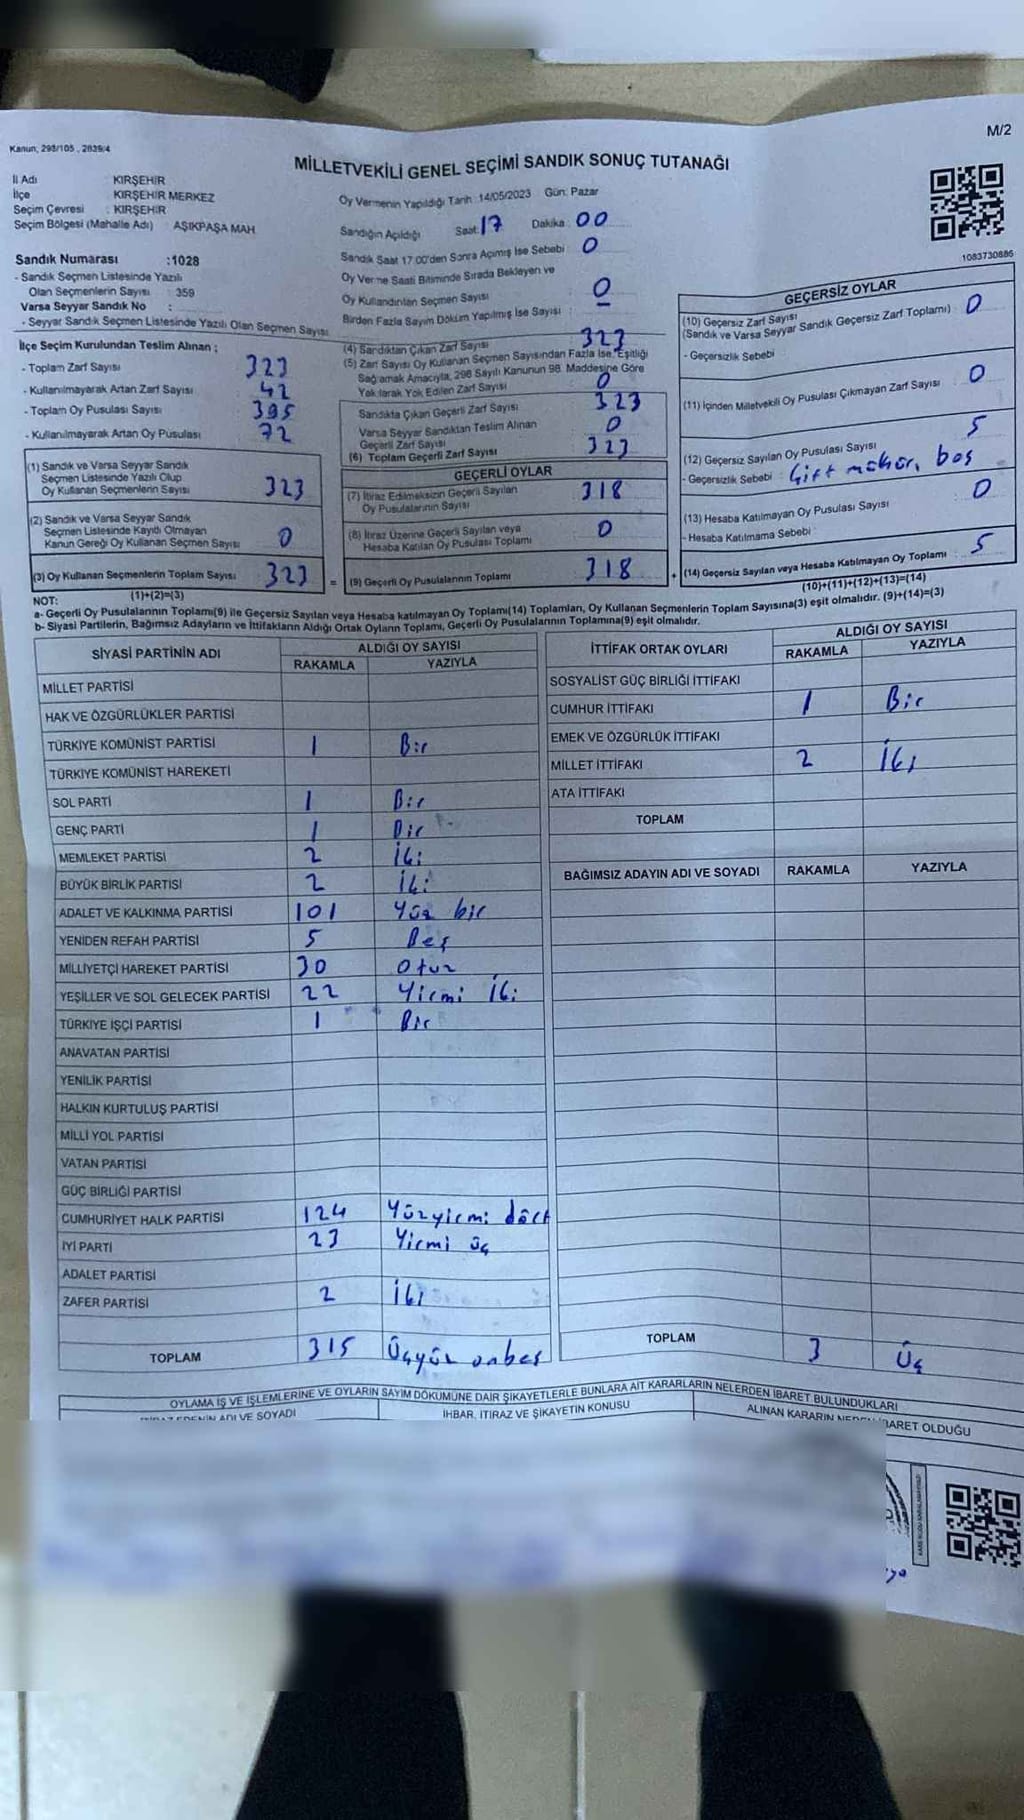 M/2
Kanun; 298/105 , 2839/4
MİLLETVEKİLİ GENEL SEÇİMİ SANDIK SONUÇ TUTANAĞI
İl Adı KIRŞEHİR
İlçe KIRŞEHİR MERKEZ
Seçim Çevresi : KIRŞEHİR
Seçim Bölgesi (Mahalle Adı) : AŞIKPAŞA MAH
Sandık Numarası :1028
- Sandık Seçmen Listesinde Yazılı
Olan Seçmenlerin Sayısı : 359
Varsa Seyyar Sandık No :
- Seyyar Sandık Seçmen Listesinde Yazılı Olan Seçmen Sayısı
Oy Vermenin Yapıldığı Tarih :14/05/2023 Gün: Pazar
Sandığın Açıldığı Saat: 17 Dakika 00
Sandık Saat 17:00'den Sonra Açımış İse Sebebi 0
Oy Verme Saati Bitiminde Sırada Bekleyen ve
Oy Kullandırılan Seçmen Sayısı 0
Birden Fazla Sayım Döküm Yapılmış İse Sayısı :
1083730886
İlçe Seçim Kurulundan Teslim Alınan ;
- Toplam Zarf Sayısı 323
- Kullanılmayarak Artan Zarf Sayısı 42
- Toplam Oy Pusulası Sayısı 395
- Kullanılmayarak Artan Oy Pusulası 72
(1) Sandık ve Varsa Seyyar Sandık
Seçmen Listesinde Yazılı Olup
Oy Kullanan Seçmenlerin Sayısı 323
(2) Sandık ve Varsa Seyyar Sandık
Seçmen Listesinde Kayıdı Olmayan
Kanun Gereği Oy Kullanan Seçmen Sayısı 0
(3) Oy Kullanan Seçmenlerin Toplam Sayısı 323 =
(1)+(2)=(3)
(4) Sandıktan Çıkan Zarf Sayısı 323
(5) Zarf Sayısı Oy Kullanan Seçmen Sayısından Fazla İse, Eşitliği
Sağlamak Amacıyla, 298 Sayılı Kanunun 98. Maddesine Göre
Yakılarak Yok Edilen Zarf Sayısı 0
Sandıkta Çıkan Geçerli Zarf Sayısı 323
Varsa Seyyar Sandıktan Teslim Alınan
Geçerli Zarf Sayısı 0
(6) Toplam Geçerli Zarf Sayısı 323
GEÇERLİ OYLAR
(7) İtiraz Edilmeksizin Geçerli Sayılan
Oy Pusulalarının Sayısı 318
(8) İtiraz Üzerine Geçerli Sayılan veya
Hesaba Katılan Oy Pusulası Toplamı 0
(9) Geçerli Oy Pusulalarının Toplamı 318 +
GEÇERSİZ OYLAR
(10) Geçersiz Zarf Sayısı
(Sandık ve Varsa Seyyar Sandık Geçersiz Zarf Toplamı) 0
- Geçersizlik Sebebi
(11) İçinden Milletvekili Oy Pusulası Çıkmayan Zarf Sayısı 0
(12) Geçersiz Sayılan Oy Pusulası Sayısı 5
- Geçersizlik Sebebi : Çift mühür, boş
(13) Hesaba Katılmayan Oy Pusulası Sayısı 0
- Hesaba Katılmama Sebebi
(14) Geçersiz Sayılan veya Hesaba Katılmayan Oy Toplamı 5
(10)+(11)+(12)+(13)=(14)
NOT:
a- Geçerli Oy Pusulalarının Toplamı(9) ile Geçersiz Sayılan veya Hesaba katılmayan Oy Toplamı(14) Toplamları, Oy Kullanan Seçmenlerin Toplam Sayısına(3) eşit olmalıdır. (9)+(14)=(3)
b- Siyasi Partilerin, Bağımsız Adayların ve İttifakların Aldığı Ortak Oyların Toplamı, Geçerli Oy Pusulalarının Toplamına(9) eşit olmalıdır.
SİYASİ PARTİNİN ADI ALDIĞI OY SAYISI
RAKAMLA YAZIYLA
MİLLET PARTİSİ
HAK VE ÖZGÜRLÜKLER PARTİSİ
TÜRKİYE KOMÜNİST PARTİSİ 1 Bir
TÜRKİYE KOMÜNİST HAREKETİ
SOL PARTİ 1 Bir
GENÇ PARTİ 1 Bir
MEMLEKET PARTİSİ 2 İki
BÜYÜK BİRLİK PARTİSİ 2 İki
ADALET VE KALKINMA PARTİSİ 101 Yüz bir
YENİDEN REFAH PARTİSİ 5 Beş
MİLLİYETÇİ HAREKET PARTİSİ 30 Otuz
YEŞİLLER VE SOL GELECEK PARTİSİ 22 Yirmi İki
TÜRKİYE İŞÇİ PARTİSİ 1 Bir
ANAVATAN PARTİSİ
YENİLİK PARTİSİ
HALKIN KURTULUŞ PARTİSİ
MİLLİ YOL PARTİSİ
VATAN PARTİSİ
GÜÇ BİRLİĞİ PARTİSİ
CUMHURİYET HALK PARTİSİ 124 Yüzyirmi dört
İYİ PARTİ 23 Yirmi üç
ADALET PARTİSİ
ZAFER PARTİSİ 2 İki
TOPLAM 315 Üçyüz onbeş
İTTİFAK ORTAK OYLARI ALDIĞI OY SAYISI
RAKAMLA YAZIYLA
SOSYALİST GÜÇ BİRLİĞİ İTTİFAKI
CUMHUR İTTİFAKI 1 Bir
EMEK VE ÖZGÜRLÜK İTTİFAKI
MİLLET İTTİFAKI 2 İki
ATA İTTİFAKI
TOPLAM
BAĞIMSIZ ADAYIN ADI VE SOYADI RAKAMLA YAZIYLA
TOPLAM 3 Üç
OYLAMA İŞ VE İŞLEMLERİNE VE OYLARIN SAYIM DÖKÜMÜNE DAİR ŞİKAYETLERLE BUNLARA AİT KARARLARIN NELERDEN İBARET BULUNDUKLARI
ADI VE SOYADI
İHBAR, İTİRAZ VE ŞİKAYETİN KONUSU
ALINAN KARARIN İBARET OLDUĞU